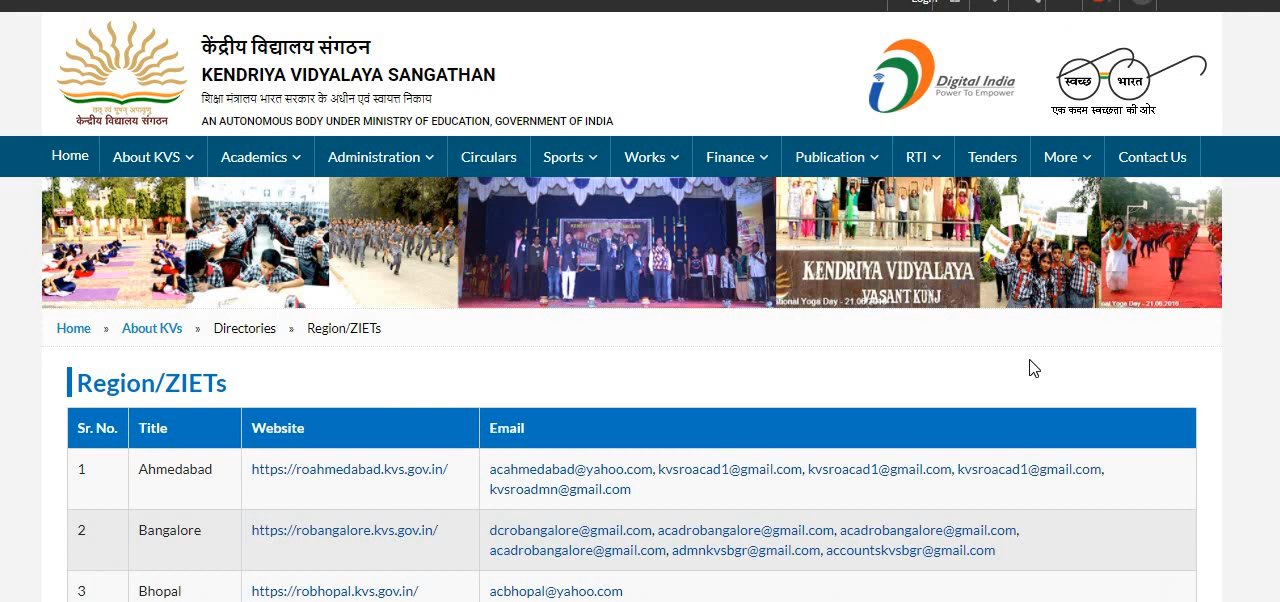 केंद्रीय विद्यालय संगठन
KENDRIYA VIDYALAYA SANGATHAN
शिक्षा मंत्रालय भारत सरकार के अधीन एवं स्वायत्त निकाय
AN AUTONOMOUS BODY UNDER MINISTRY OF EDUCATION, GOVERNMENT OF INDIA
केन्द्रीय विद्यालय संगठन
Digital India
Power To Empower
स्वच्छ भारत
एक कदम स्वच्छता की ओर
Home About KVS Academics Administration Circulars Sports Works Finance Publication RTI Tenders More Contact Us
KENDRIYA VIDYALAYA
VASANT KUNJ
Yoga Day - 21.06.2016
Home » About KVs » Directories » Region/ZIETs
Region/ZIETs
Sr. No. Title Website Email
1 Ahmedabad https://roahmedabad.kvs.gov.in/ acahmedabad@yahoo.com, kvsroacad1@gmail.com, kvsroacad1@gmail.com, kvsroacad1@gmail.com,
kvsroadmn@gmail.com
2 Bangalore https://robangalore.kvs.gov.in/ dcrobangalore@gmail.com, acadrobangalore@gmail.com, acadrobangalore@gmail.com,
acadrobangalore@gmail.com, admnkvsbgr@gmail.com, accountskvsbgr@gmail.com
3 Bhopal https://robhopal.kvs.gov.in/ acbhopal@yahoo.com